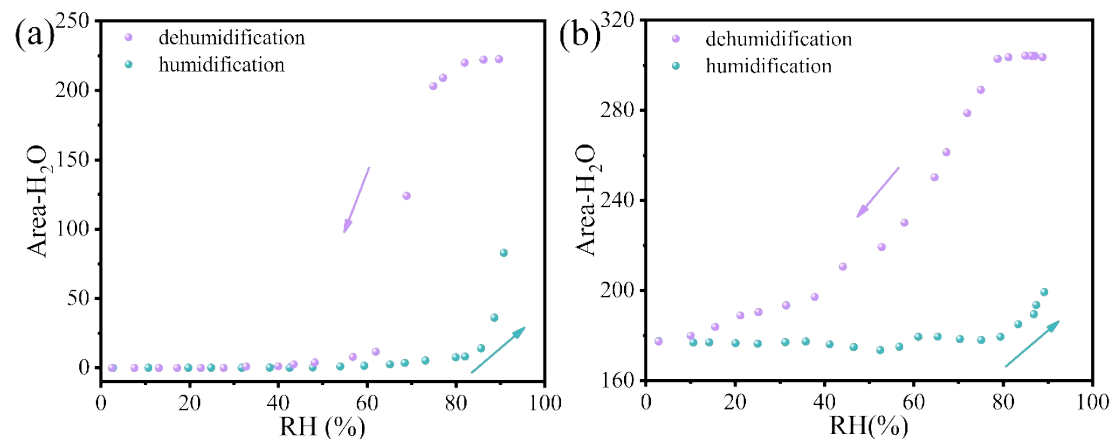 (a)
dehumidification
humidification
Area-H₂O
250
200
150
100
50
0
0 20 40 60 80 100
RH (%)
(b)
dehumidification
humidification
Area-H₂O
320
280
240
200
160
0 20 40 60 80 100
RH(%)